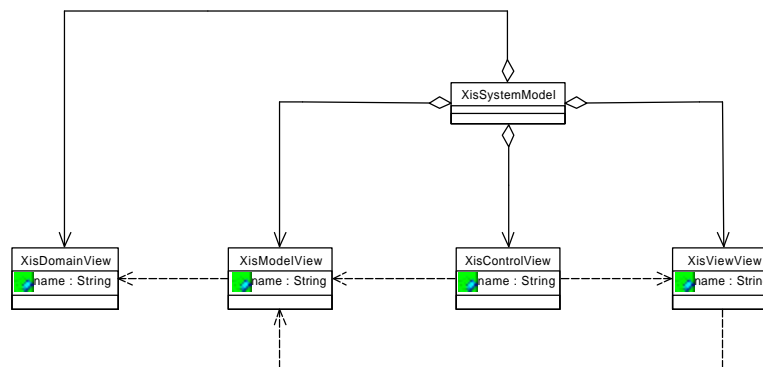 XisSystemModel
XisDomainView
name : String
XisModelView
name : String
XisControlView
name : String
XisViewView
name : Strin